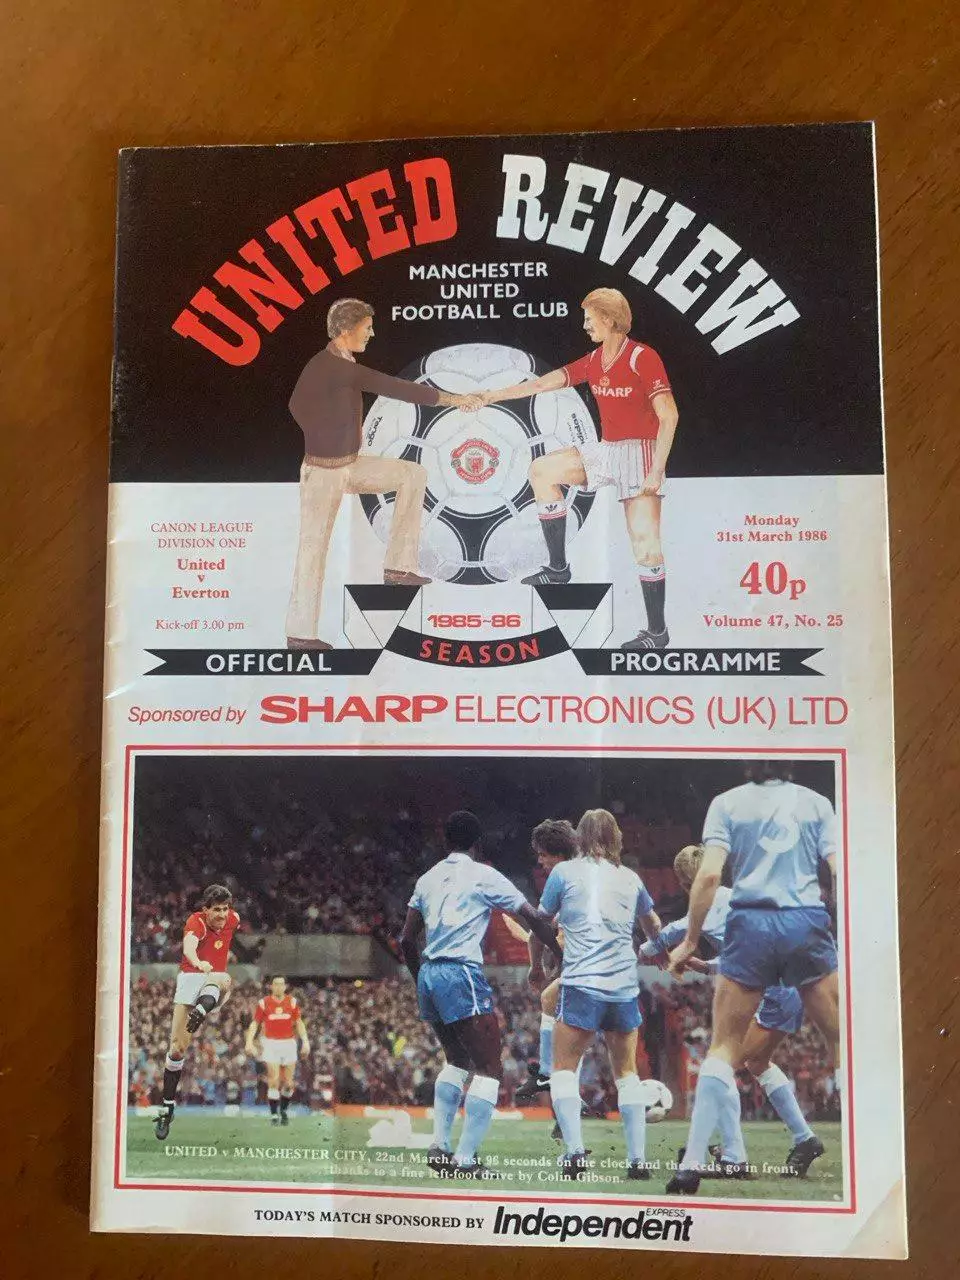 UNITED REVIEW
MANCHESTER
UNITED
FOOTBALL CLUB
SHARP
Tango
adidas
CANON LEAGUE
DIVISION ONE
United
v
Everton
Kick-off 3.00 pm
Monday
31st March 1986
40p
Volume 47, No. 25
1985-86
OFFICIAL SEASON PROGRAMME
Sponsored by SHARP ELECTRONICS (UK) LTD
UNITED v MANCHESTER CITY, 22nd March. Just 96 seconds on the clock and the Reds go in front,
thanks to a fine left-foot drive by Colin Gibson.
TODAY'S MATCH SPONSORED BY Independent
EXPRESS